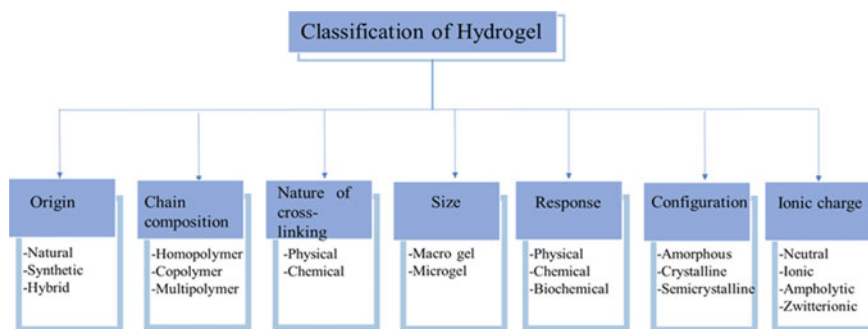 Classification of Hydrogel
Origin
-Natural
-Synthetic
-Hybrid
Chain
composition
-Homopolymer
-Copolymer
-Multipolymer
Nature of
cross-
linking
-Physical
-Chemical
Size
-Macro gel
-Microgel
Response
-Physical
-Chemical
-Biochemical
Configuration
-Amorphous
-Crystalline
-Semicrystalline
Ionic charge
-Neutral
-Ionic
-Ampholytic
-Zwitterionic